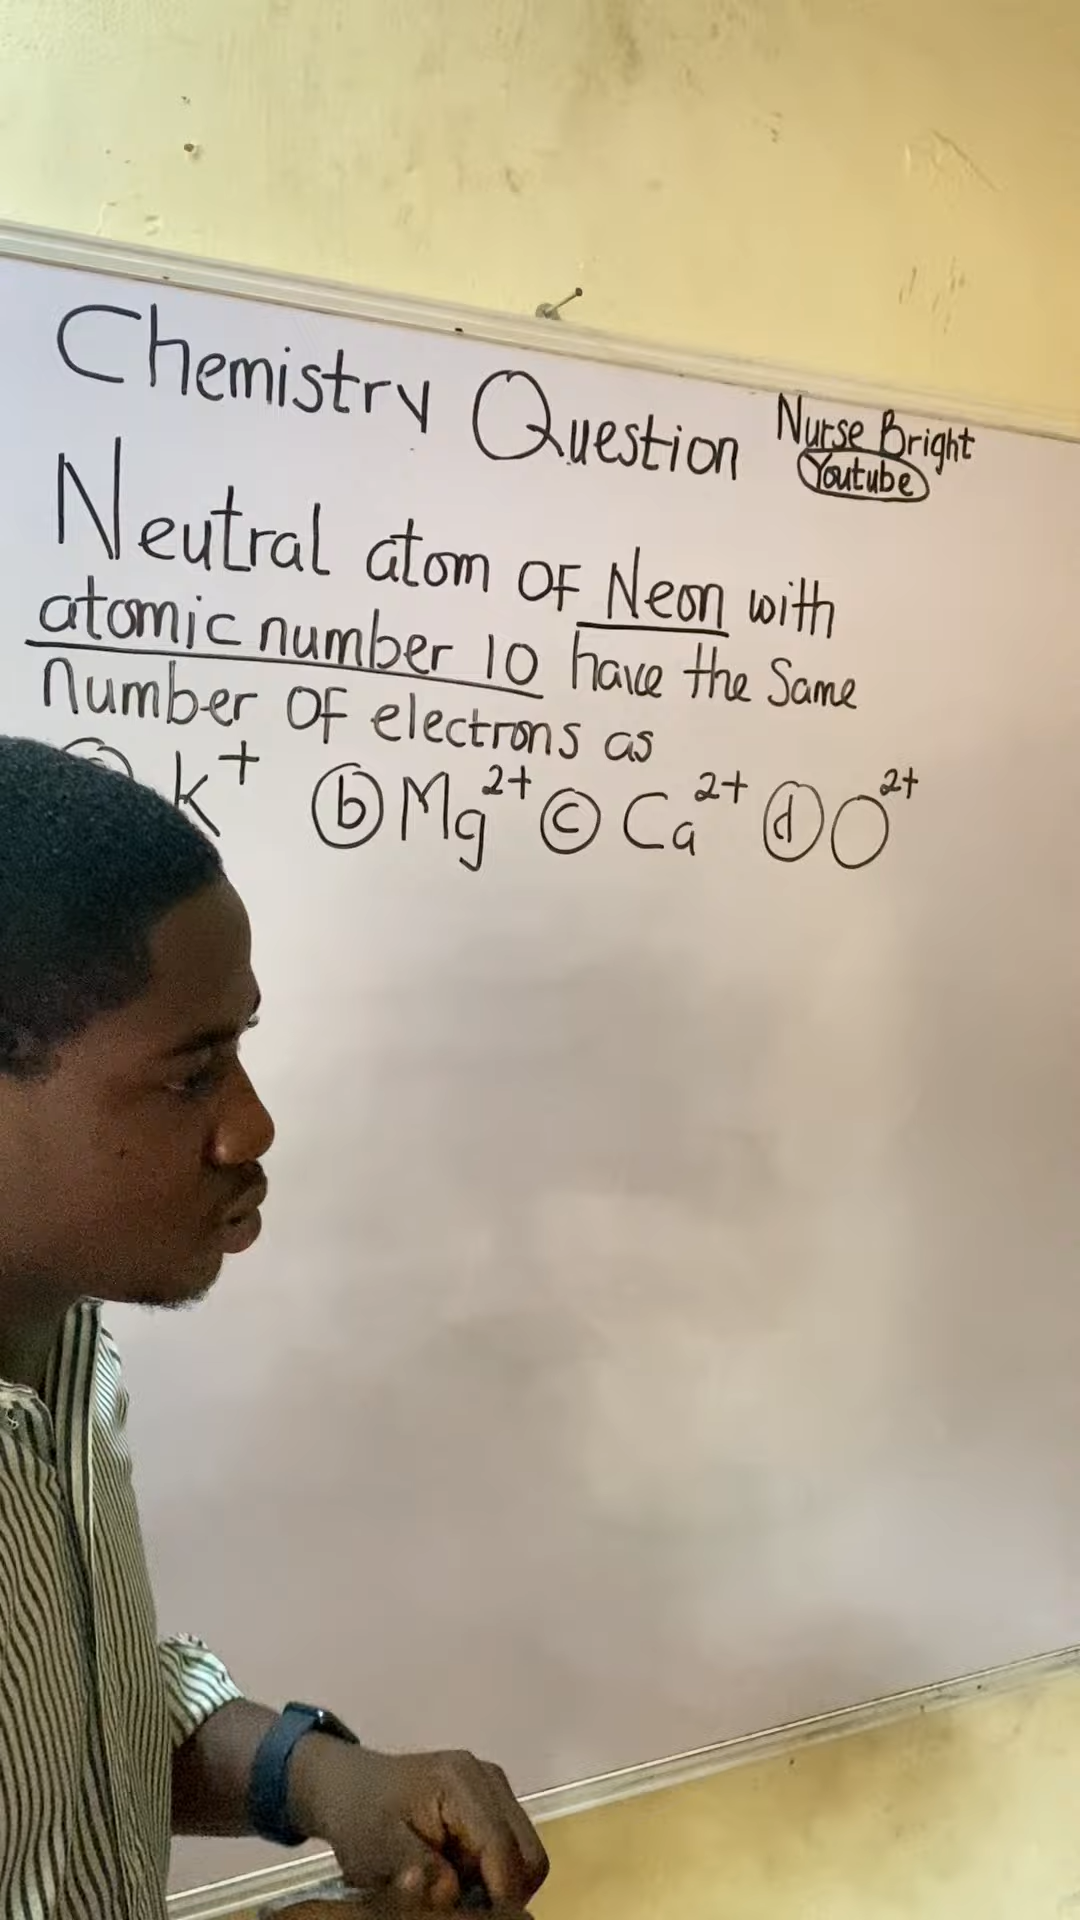 Chemistry Question
Nurse Bright
Youtube
Neutral atom OF Neon with
atomic number 10 have the Same
number OF electrons as
K⁺ (b) Mg²⁺ (c) Ca²⁺ (d) O²⁺